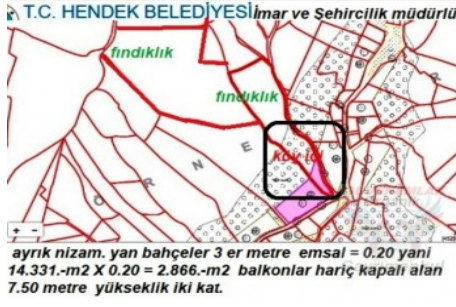 T.C. HENDEK BELEDİYESİ İmar ve Şehircilik müdürlü
fındıklık
fındıklık
köy içi
Ö R N E
ayrık nizam. yan bahçeler 3 er metre emsal = 0.20 yani
14.331.-m2 X 0.20 = 2.866.-m2 balkonlar hariç kapalı alan
7.50 metre yükseklik iki kat.